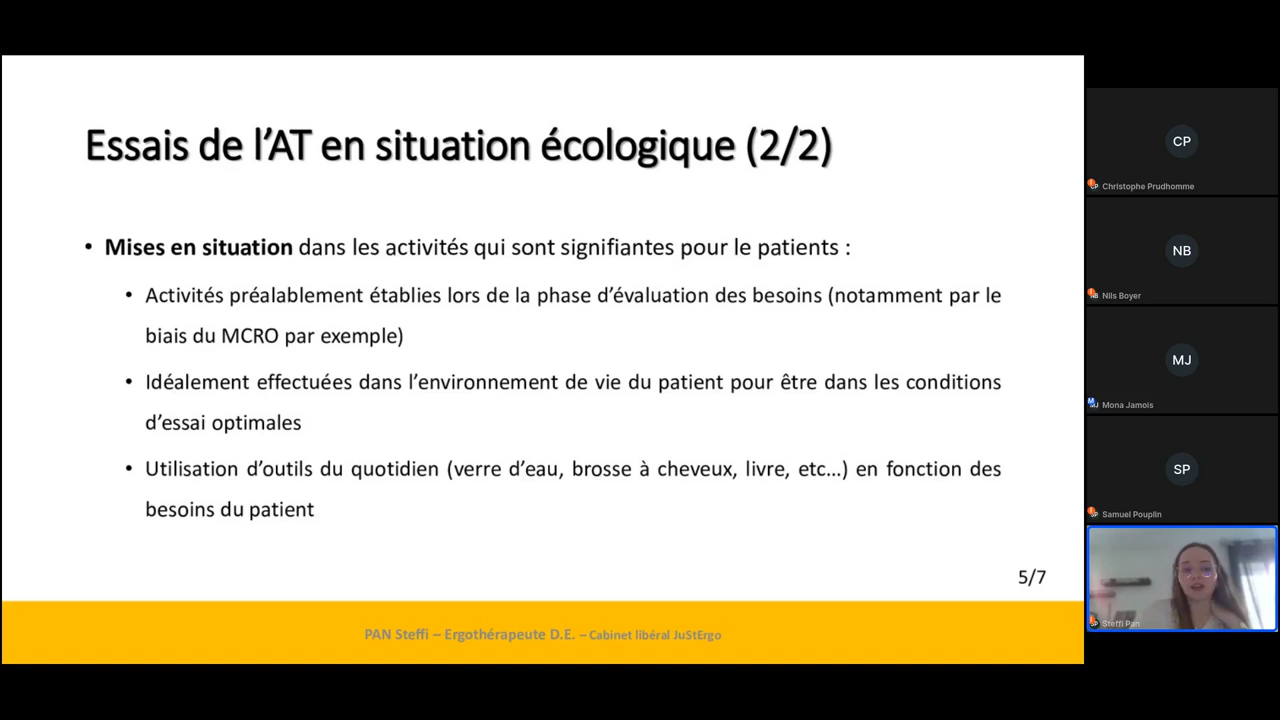 Essais de l'AT en situation écologique (2/2)
• Mises en situation dans les activités qui sont signifiantes pour le patients :
• Activités préalablement établies lors de la phase d'évaluation des besoins (notamment par le
biais du MCRO par exemple)
• Idéalement effectuées dans l'environnement de vie du patient pour être dans les conditions
d'essai optimales
• Utilisation d'outils du quotidien (verre d'eau, brosse à cheveux, livre, etc…) en fonction des
besoins du patient
5/7
PAN Steffi – Ergothérapeute D.E. – Cabinet libéral JuStErgo
CP
Christophe Prudhomme
NB
Nils Boyer
MJ
Mona Jamois
SP
Samuel Pouplin
Steffi Pan